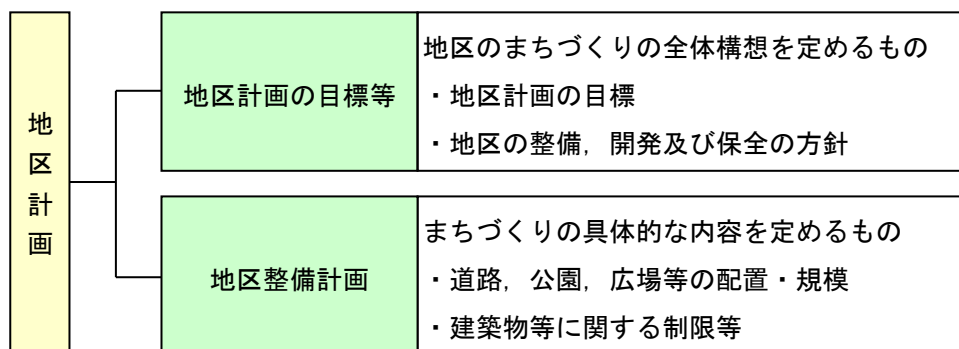 地区計画
地区計画の目標等
地区のまちづくりの全体構想を定めるもの
・地区計画の目標
・地区の整備，開発及び保全の方針
地区整備計画
まちづくりの具体的な内容を定めるもの
・道路，公園，広場等の配置・規模
・建築物等に関する制限等